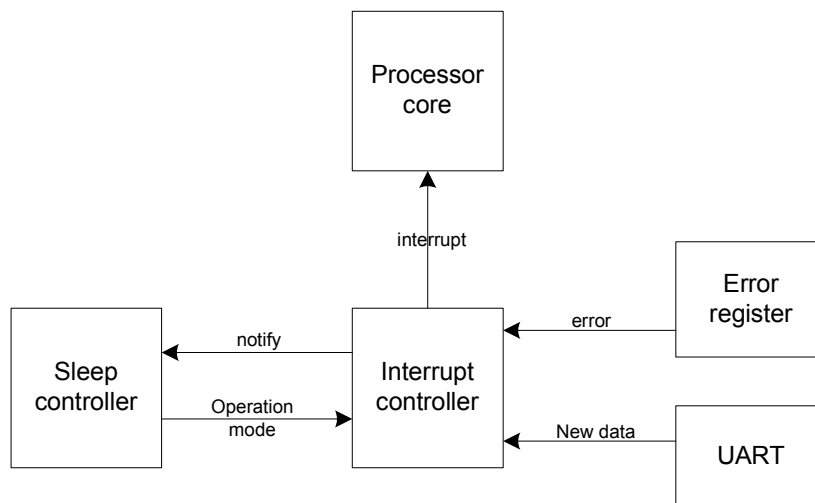 Processor
core
interrupt
Error
register
error
notify
Sleep
controller
Operation
mode
Interrupt
controller
New data
UART